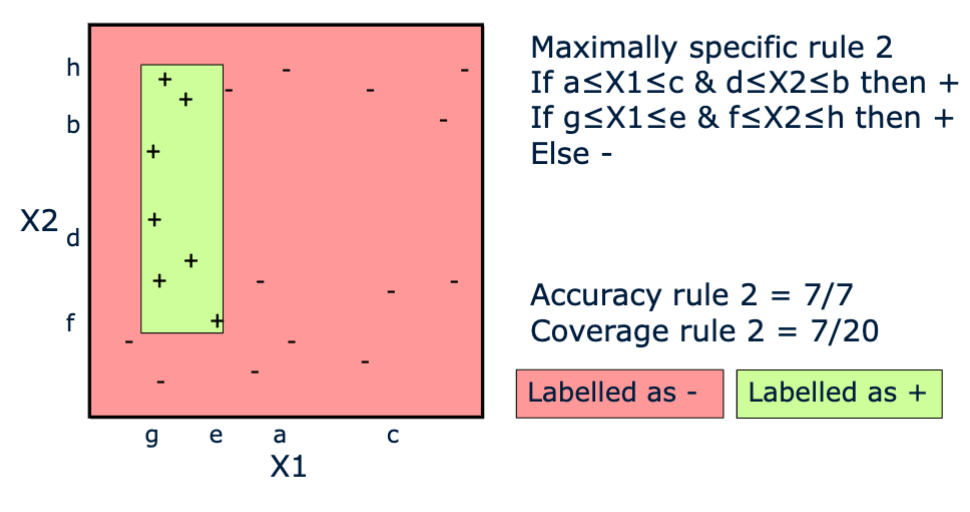 Maximally specific rule 2
If a≤X1≤c & d≤X2≤b then +
If g≤X1≤e & f≤X2≤h then +
Else -
h
b
X2
d
f
g e a c
X1
Accuracy rule 2 = 7/7
Coverage rule 2 = 7/20
Labelled as -
Labelled as +